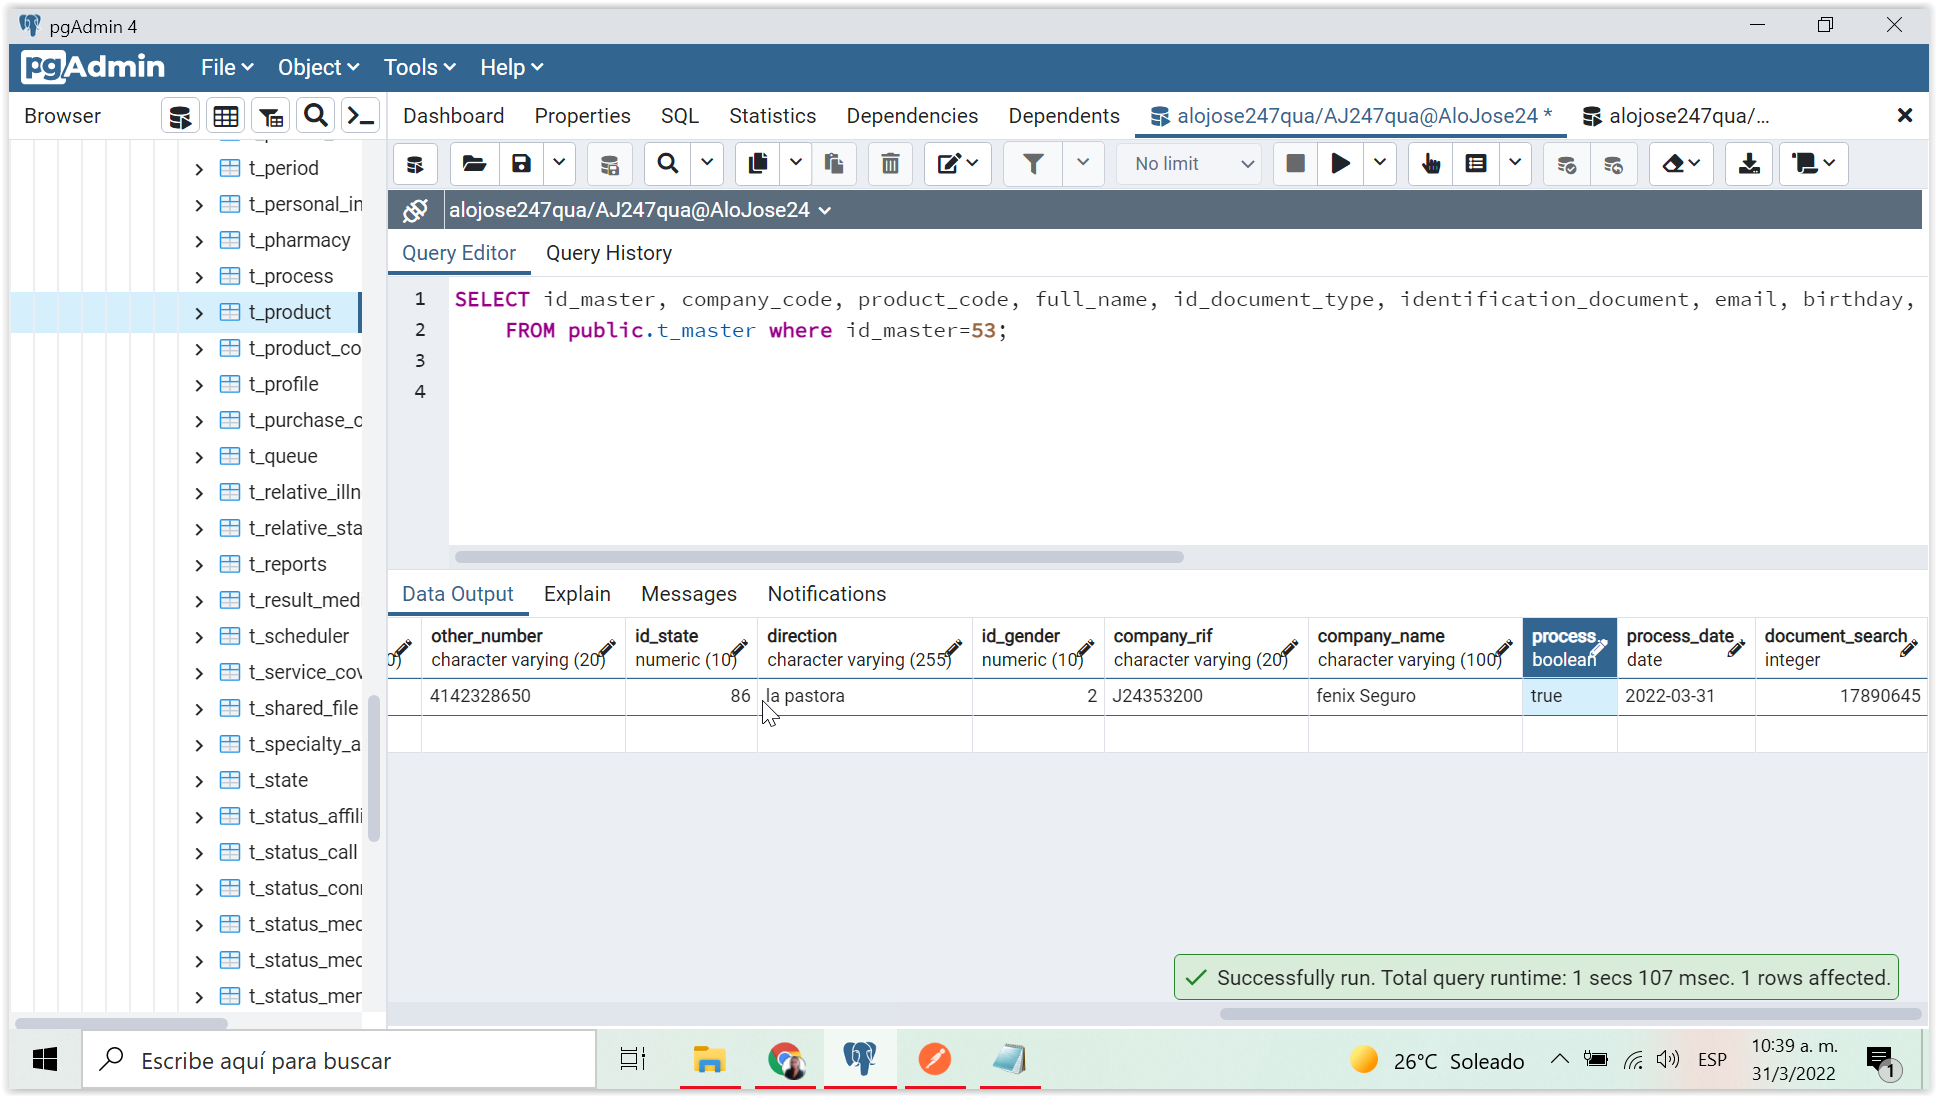 pgAdmin 4
pgAdmin File Object Tools Help
Browser
Dashboard Properties SQL Statistics Dependencies Dependents alojose247qua/AJ247qua@AloJose24 * alojose247qua/...
No limit
alojose247qua/AJ247qua@AloJose24
Query Editor Query History
1 SELECT id_master, company_code, product_code, full_name, id_document_type, identification_document, email, birthday,
2 FROM public.t_master where id_master=53;
3
4
t_period
t_personal_in
t_pharmacy
t_process
t_product
t_product_co
t_profile
t_purchase_c
t_queue
t_relative_illn
t_relative_sta
t_reports
t_result_med
t_scheduler
t_service_cov
t_shared_file
t_specialty_a
t_state
t_status_affili
t_status_call
t_status_con
t_status_med
t_status_med
t_status_mer
Data Output Explain Messages Notifications
other_number id_state direction id_gender company_rif company_name process process_date document_search
0) character varying (20) numeric (10) character varying (255) numeric (10) character varying (20) character varying (100) boolean date integer
4142328650 86 la pastora 2 J24353200 fenix Seguro true 2022-03-31 17890645
Successfully run. Total query runtime: 1 secs 107 msec. 1 rows affected.
Escribe aquí para buscar
26°C Soleado ESP
10:39 a. m.
31/3/2022
1